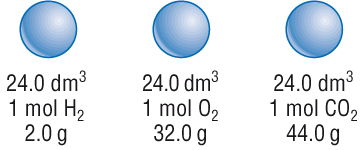 24.0 dm³ 24.0 dm³ 24.0 dm³
1 mol H₂ 1 mol O₂ 1 mol CO₂
2.0 g 32.0 g 44.0 g